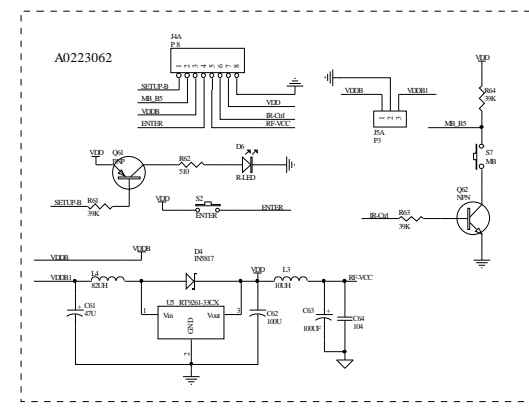 A0223062
J4A
P 8
1 2 3 4 5 6 7 8
SETUP-B
MB_B5
VDDB
ENTER
VDD
IR-Ctrl
RF-VCC
VDDB
VDDB1
1 2 3
J5A
P3
VDD
R64
39K
MB_B5
S7
MB
Q62
NPN
IR-Ctrl
R63
39K
VDD
Q61
PNP
R62
510
D6
R-LED
SETUP-B
R61
39K
VDD
S2
ENTER
ENTER
VDDB
VDDB
VDDB1
L4
82UH
D4
IN5817
VDD
L3
10UH
RF-VCC
C61
47U
U5 RT9261-33CX
1
Vin
Vout
3
GND
2
C62
100U
C63
100UF
C64
104